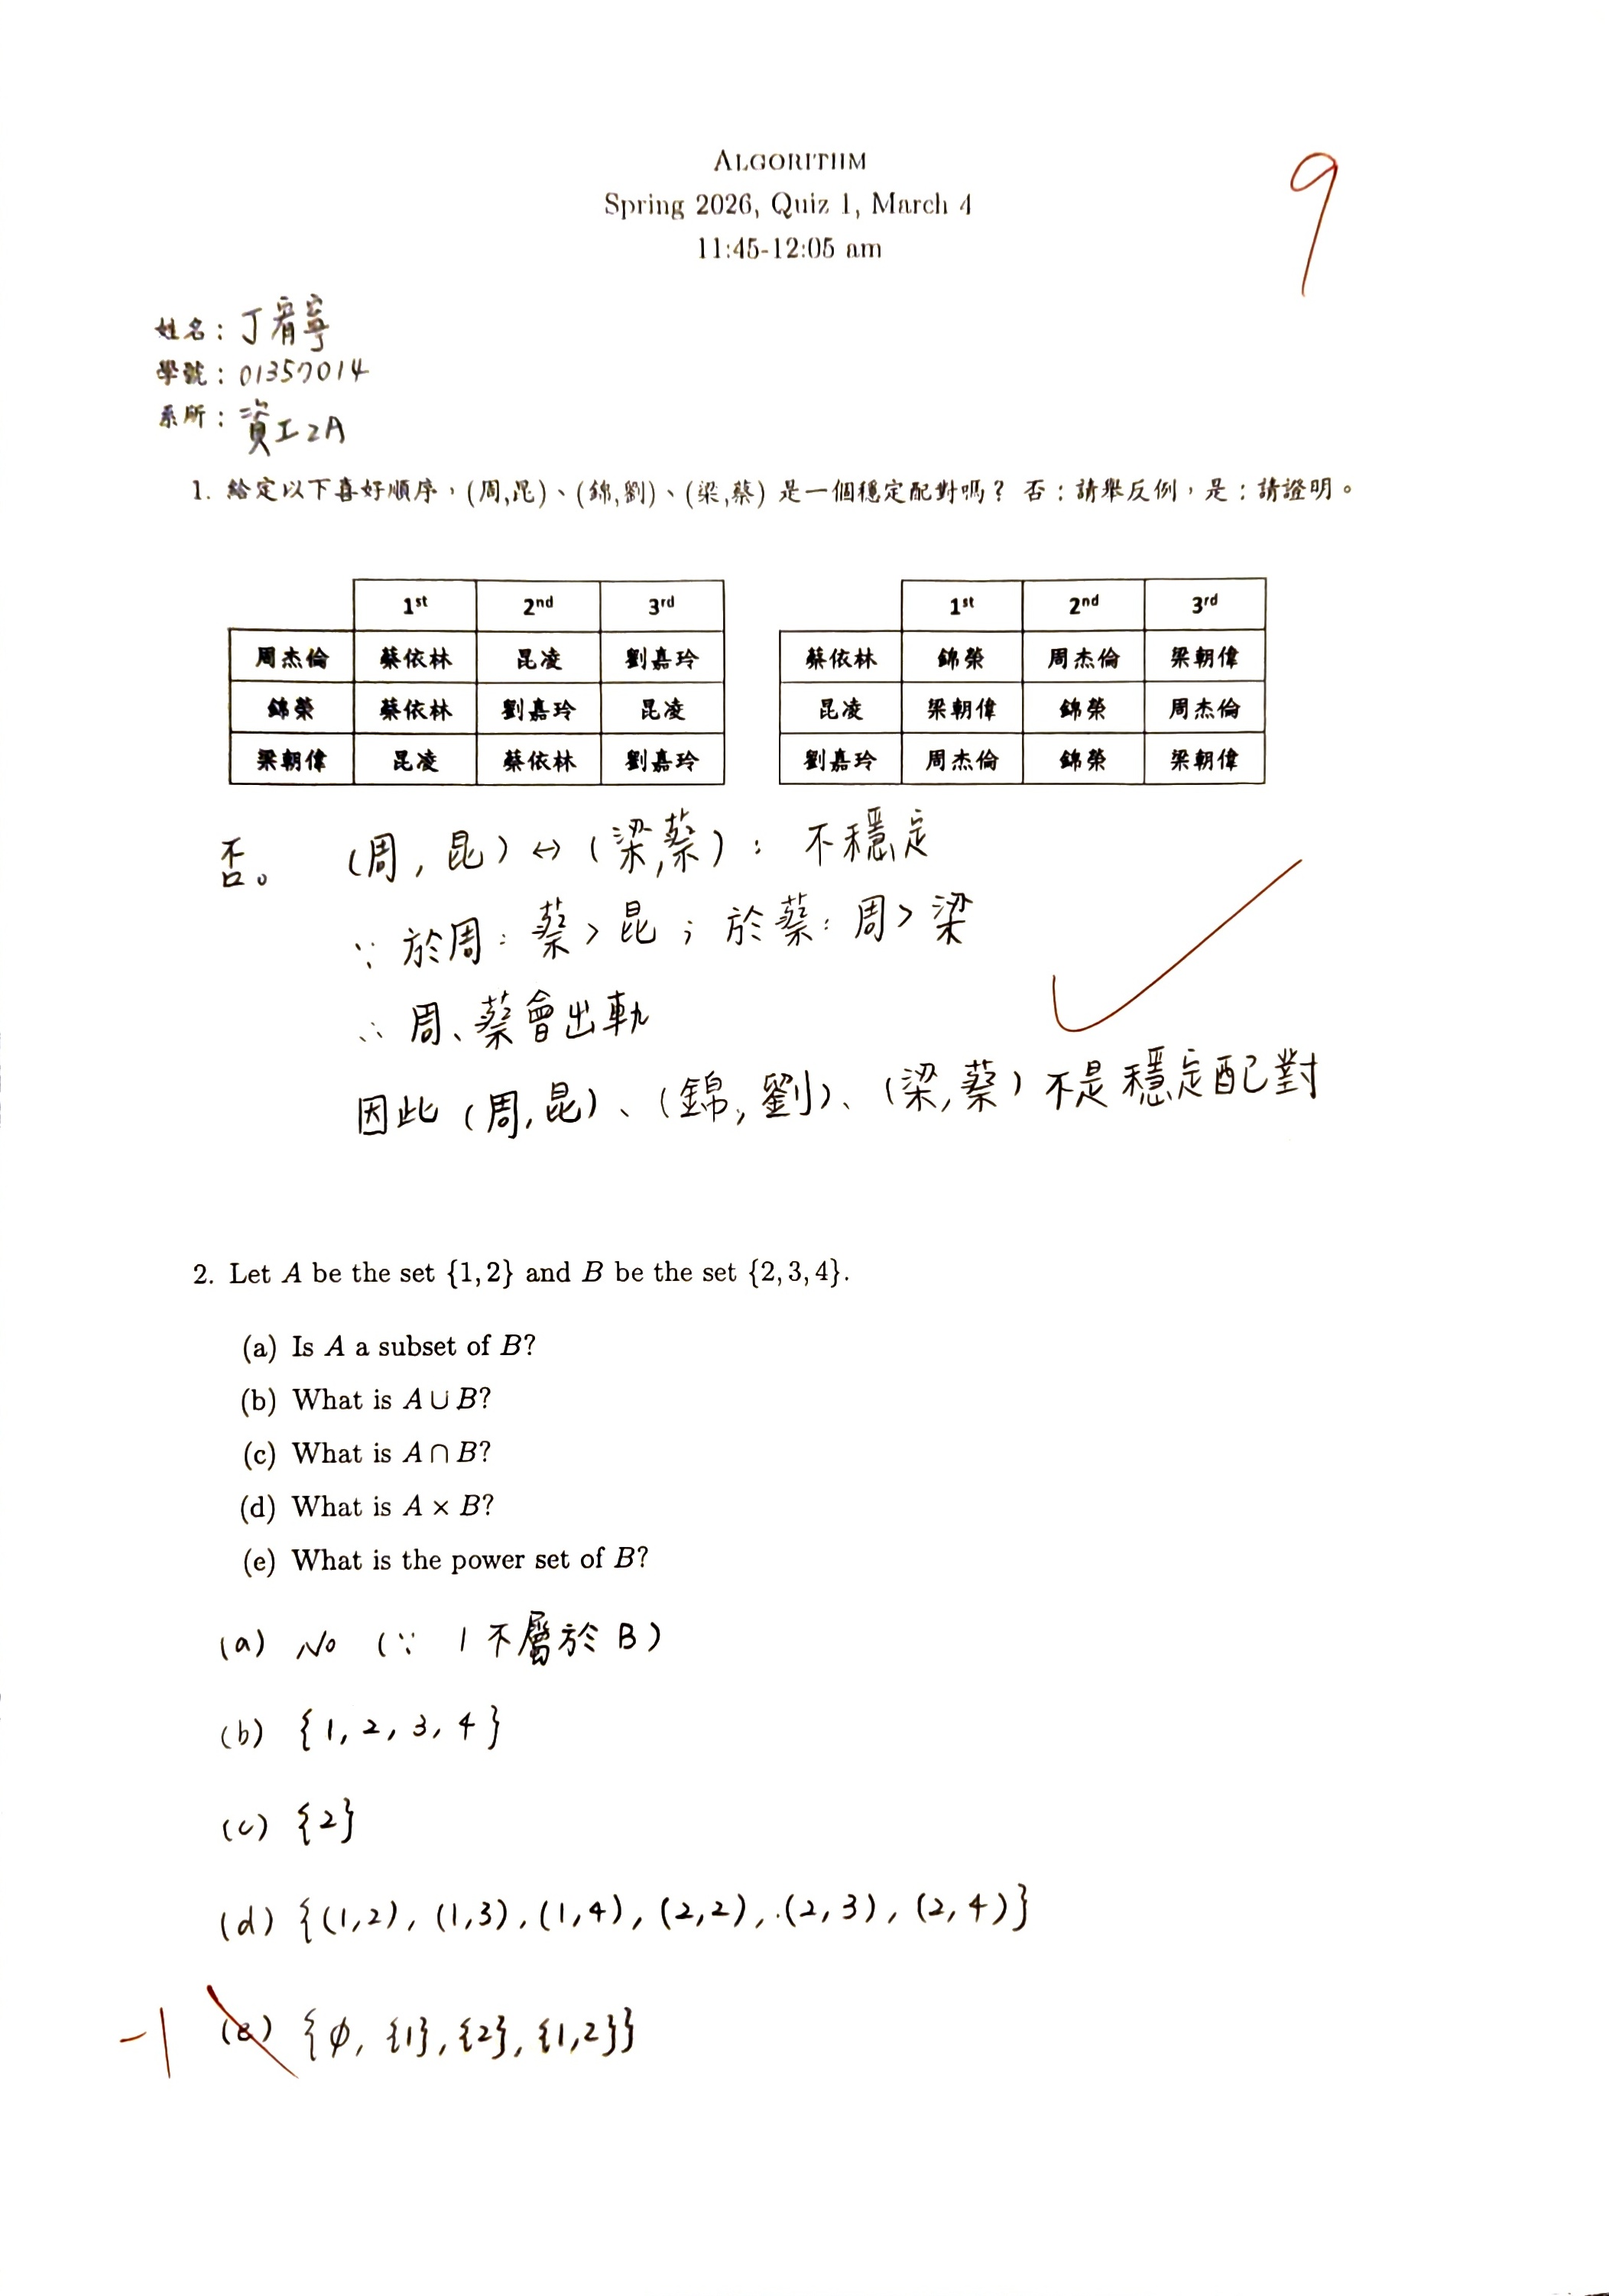 ALGORITHM
Spring 2026, Quiz 1, March 4
11:45-12:05 am
9
姓名：丁宥寧
學號：01357014
系所：資工2A
1. 給定以下喜好順序，(周,昆)、(錦,劉)、(梁,蔡) 是一個穩定配對嗎？ 否：請舉反例，是：請證明。
1st 2nd 3rd
周杰倫 蔡依林 昆凌 劉嘉玲
錦榮 蔡依林 劉嘉玲 昆凌
梁朝偉 昆凌 蔡依林 劉嘉玲
1st 2nd 3rd
蔡依林 錦榮 周杰倫 梁朝偉
昆凌 梁朝偉 錦榮 周杰倫
劉嘉玲 周杰倫 錦榮 梁朝偉
否。 (周, 昆) ↔ (梁,蔡)： 不穩定
∵ 於周：蔡 > 昆；於蔡：周 > 梁
∴ 周、蔡會出軌
因此 (周,昆)、(錦,劉)、(梁,蔡) 不是穩定配對
2. Let A be the set {1, 2} and B be the set {2, 3, 4}.
(a) Is A a subset of B?
(b) What is A ∪ B?
(c) What is A ∩ B?
(d) What is A × B?
(e) What is the power set of B?
(a) No (∵ 1 不屬於 B)
(b) {1, 2, 3, 4}
(c) {2}
(d) {(1,2), (1,3), (1,4), (2,2), (2,3), (2,4)}
-1 (e) {∅, {1}, {2}, {1,2}}